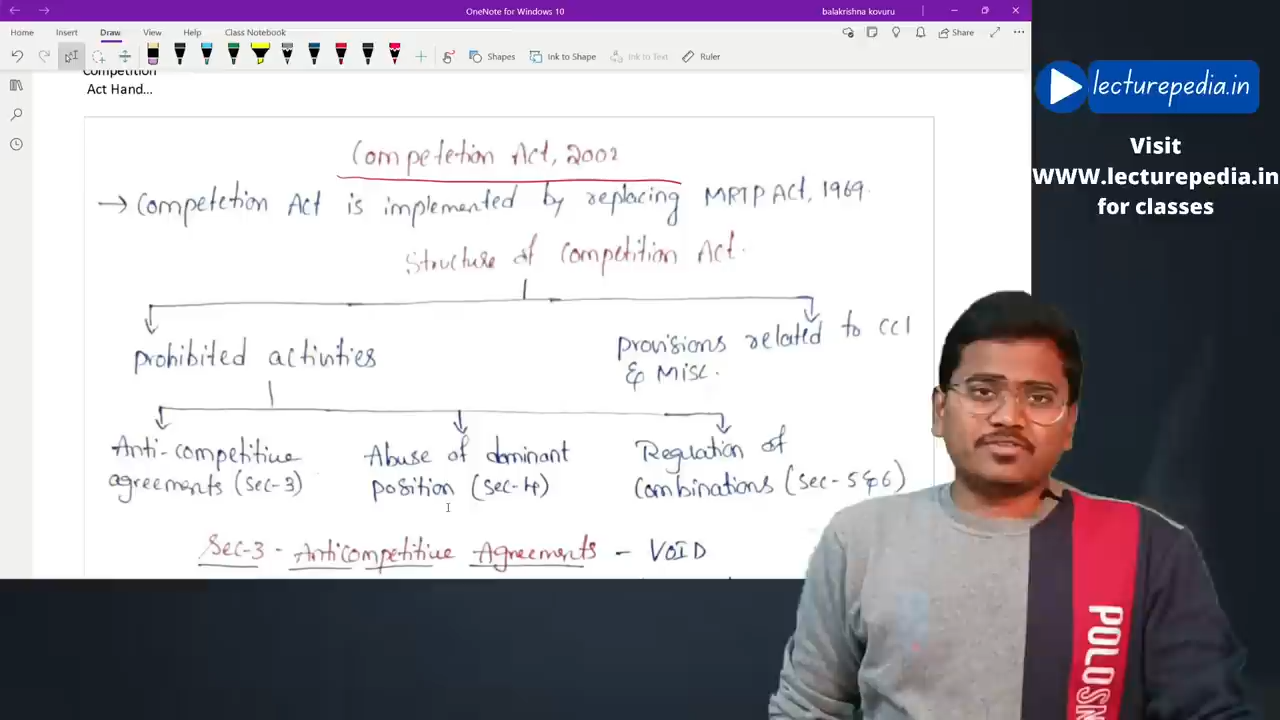 OneNote for Windows 10
balakrishna kovuru
Home Insert Draw View Help Class Notebook
Share
Shapes Ink to Shape Ink to Text Ruler
Competition
Act Hand...
Competetion Act, 2002
→ Competetion Act is implemented by replacing MRTP Act, 1969.
Structure of Competition Act.
Prohibited activities
Provisions related to CCI
& Misc.
Anti-competitive
agreements (Sec-3)
Abuse of dominant
position (Sec-4)
Regulation of
Combinations (Sec-5&6)
Sec-3 - Anticompetitive Agreements - VOID
lecturepedia.in
Visit
WWW.lecturepedia.in
for classes
POLO